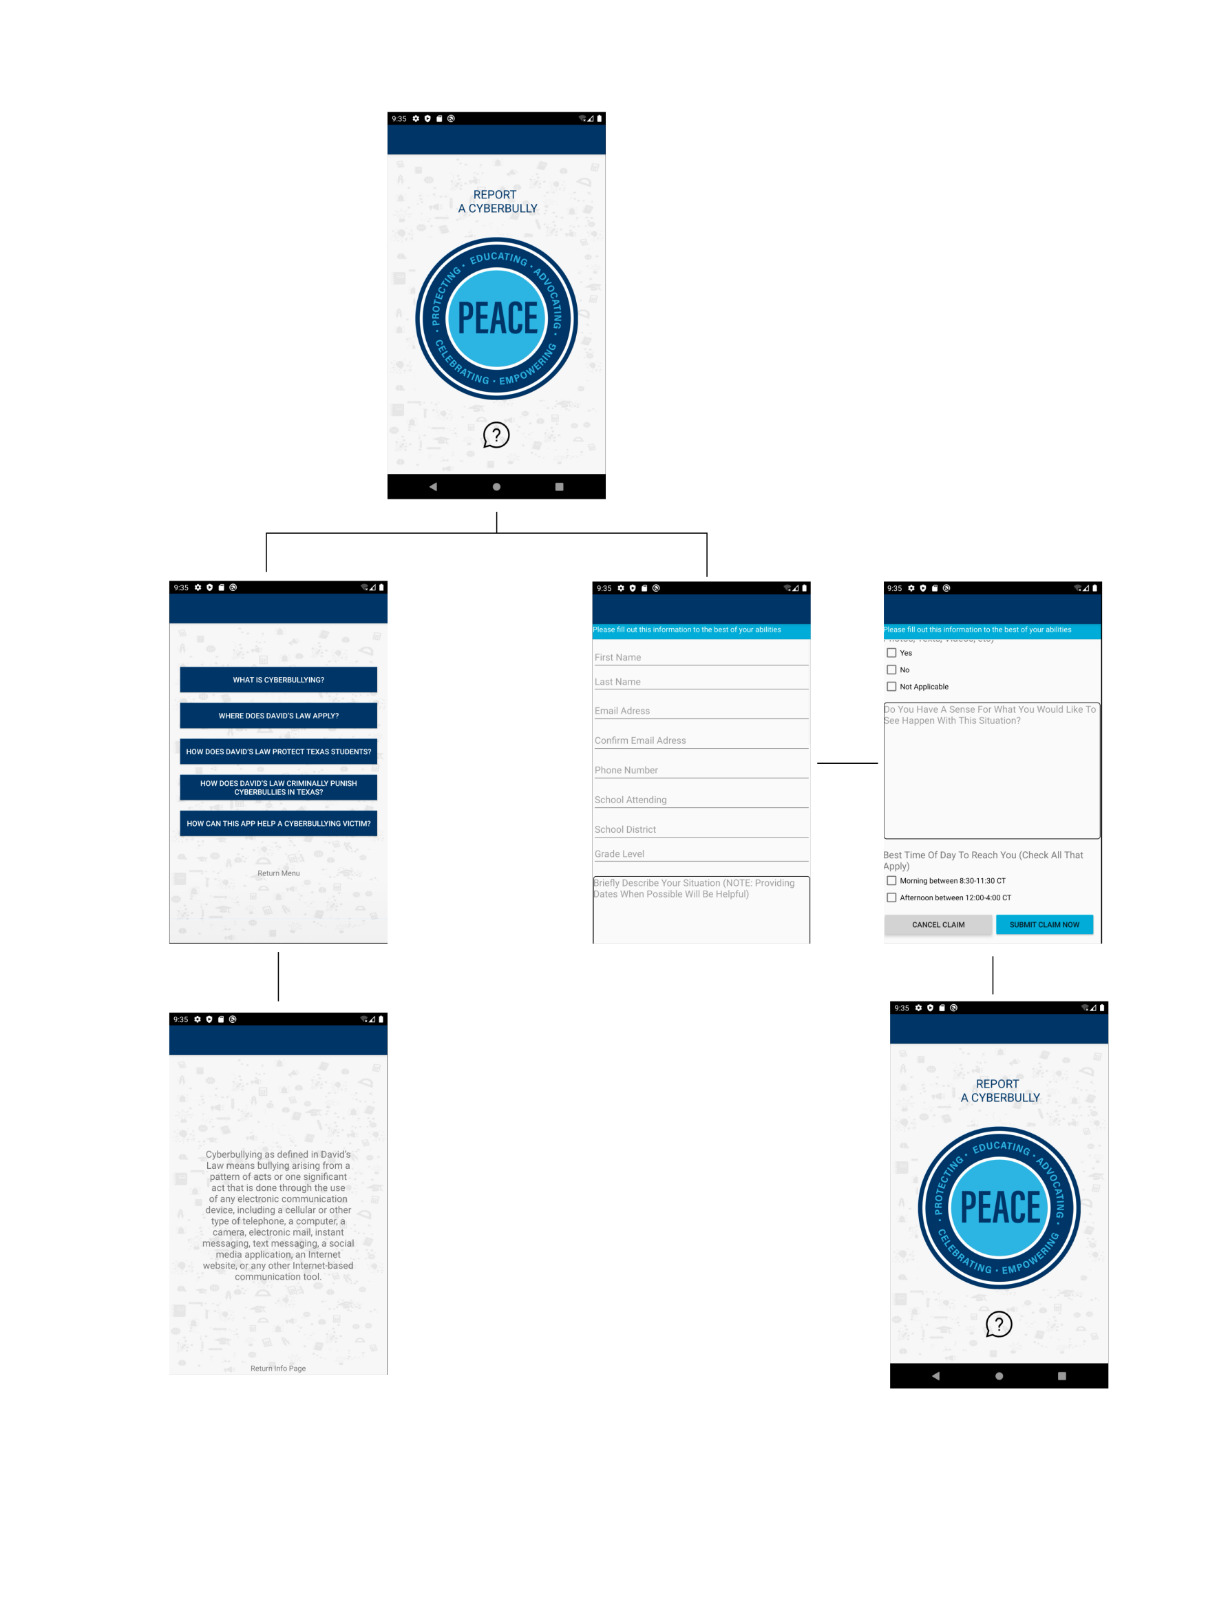 9:35
REPORT
A CYBERBULLY
PROTECTING • EDUCATING • ADVOCATING •
PEACE
CELEBRATING • EMPOWERING
?
9:35
WHAT IS CYBERBULLYING?
WHERE DOES DAVID'S LAW APPLY?
HOW DOES DAVID'S LAW PROTECT TEXAS STUDENTS?
HOW DOES DAVID'S LAW CRIMINALLY PUNISH
CYBERBULLIES IN TEXAS?
HOW CAN THIS APP HELP A CYBERBULLYING VICTIM?
Return Menu
9:35
Please fill out this information to the best of your abilities
First Name
Last Name
Email Adress
Confirm Email Adress
Phone Number
School Attending
School District
Grade Level
Briefly Describe Your Situation (NOTE: Providing
Dates When Possible Will Be Helpful)
9:35
Please fill out this information to the best of your abilities
Photos, Texts, Videos, etc)
Yes
No
Not Applicable
Do You Have A Sense For What You Would Like To
See Happen With This Situation?
Best Time Of Day To Reach You (Check All That
Apply)
Morning between 8:30-11:30 CT
Afternoon between 12:00-4:00 CT
CANCEL CLAIM
SUBMIT CLAIM NOW
9:35
Cyberbullying as defined in David's
Law means bullying arising from a
pattern of acts or one significant
act that is done through the use
of any electronic communication
device, including a cellular or other
type of telephone, a computer, a
camera, electronic mail, instant
messaging, text messaging, a social
media application, an Internet
website, or any other Internet-based
communication tool.
Return Info Page
9:35
REPORT
A CYBERBULLY
PROTECTING • EDUCATING • ADVOCATING •
PEACE
CELEBRATING • EMPOWERING
?